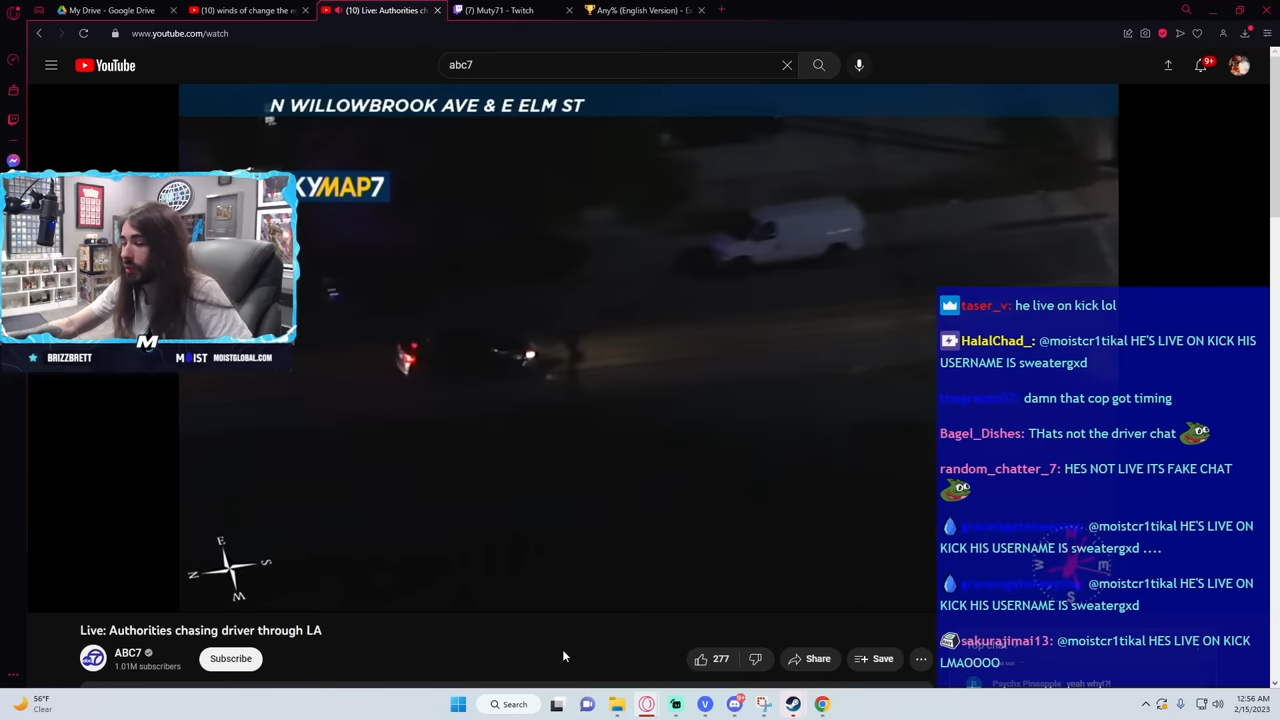 My Drive - Google Drive
(10) winds of change the e
(10) Live: Authorities c
(7) Muty71 - Twitch
Any% (English Version) - E
www.youtube.com/watch
YouTube
abc7
9+
N WILLOWBROOK AVE & E ELM ST
KYMAP7
M
BRIZZBRETT
MOIST
MOISTGLOBAL.COM
taser_v: he live on kick lol
HalalChad_: @moistcr1tikal HE'S LIVE ON KICK HIS
USERNAME IS sweatergxd
damn that cop got timing
Bagel_Dishes: THats not the driver chat
random_chatter_7: HES NOT LIVE ITS FAKE CHAT
@moistcr1tikal HE'S LIVE ON
KICK HIS USERNAME IS sweatergxd ....
@moistcr1tikal HE'S LIVE ON
KICK HIS USERNAME IS sweatergxd
sakurajimai13: @moistcr1tikal HES LIVE ON KICK
LMAOOOO
Psychx Pineapple yeah why!?!
E
N
S
W
N
W
E
S
Live: Authorities chasing driver through LA
ABC7
1.01M subscribers
Subscribe
277
Share
Save
56°F
Clear
Search
12:56 AM
2/15/2023